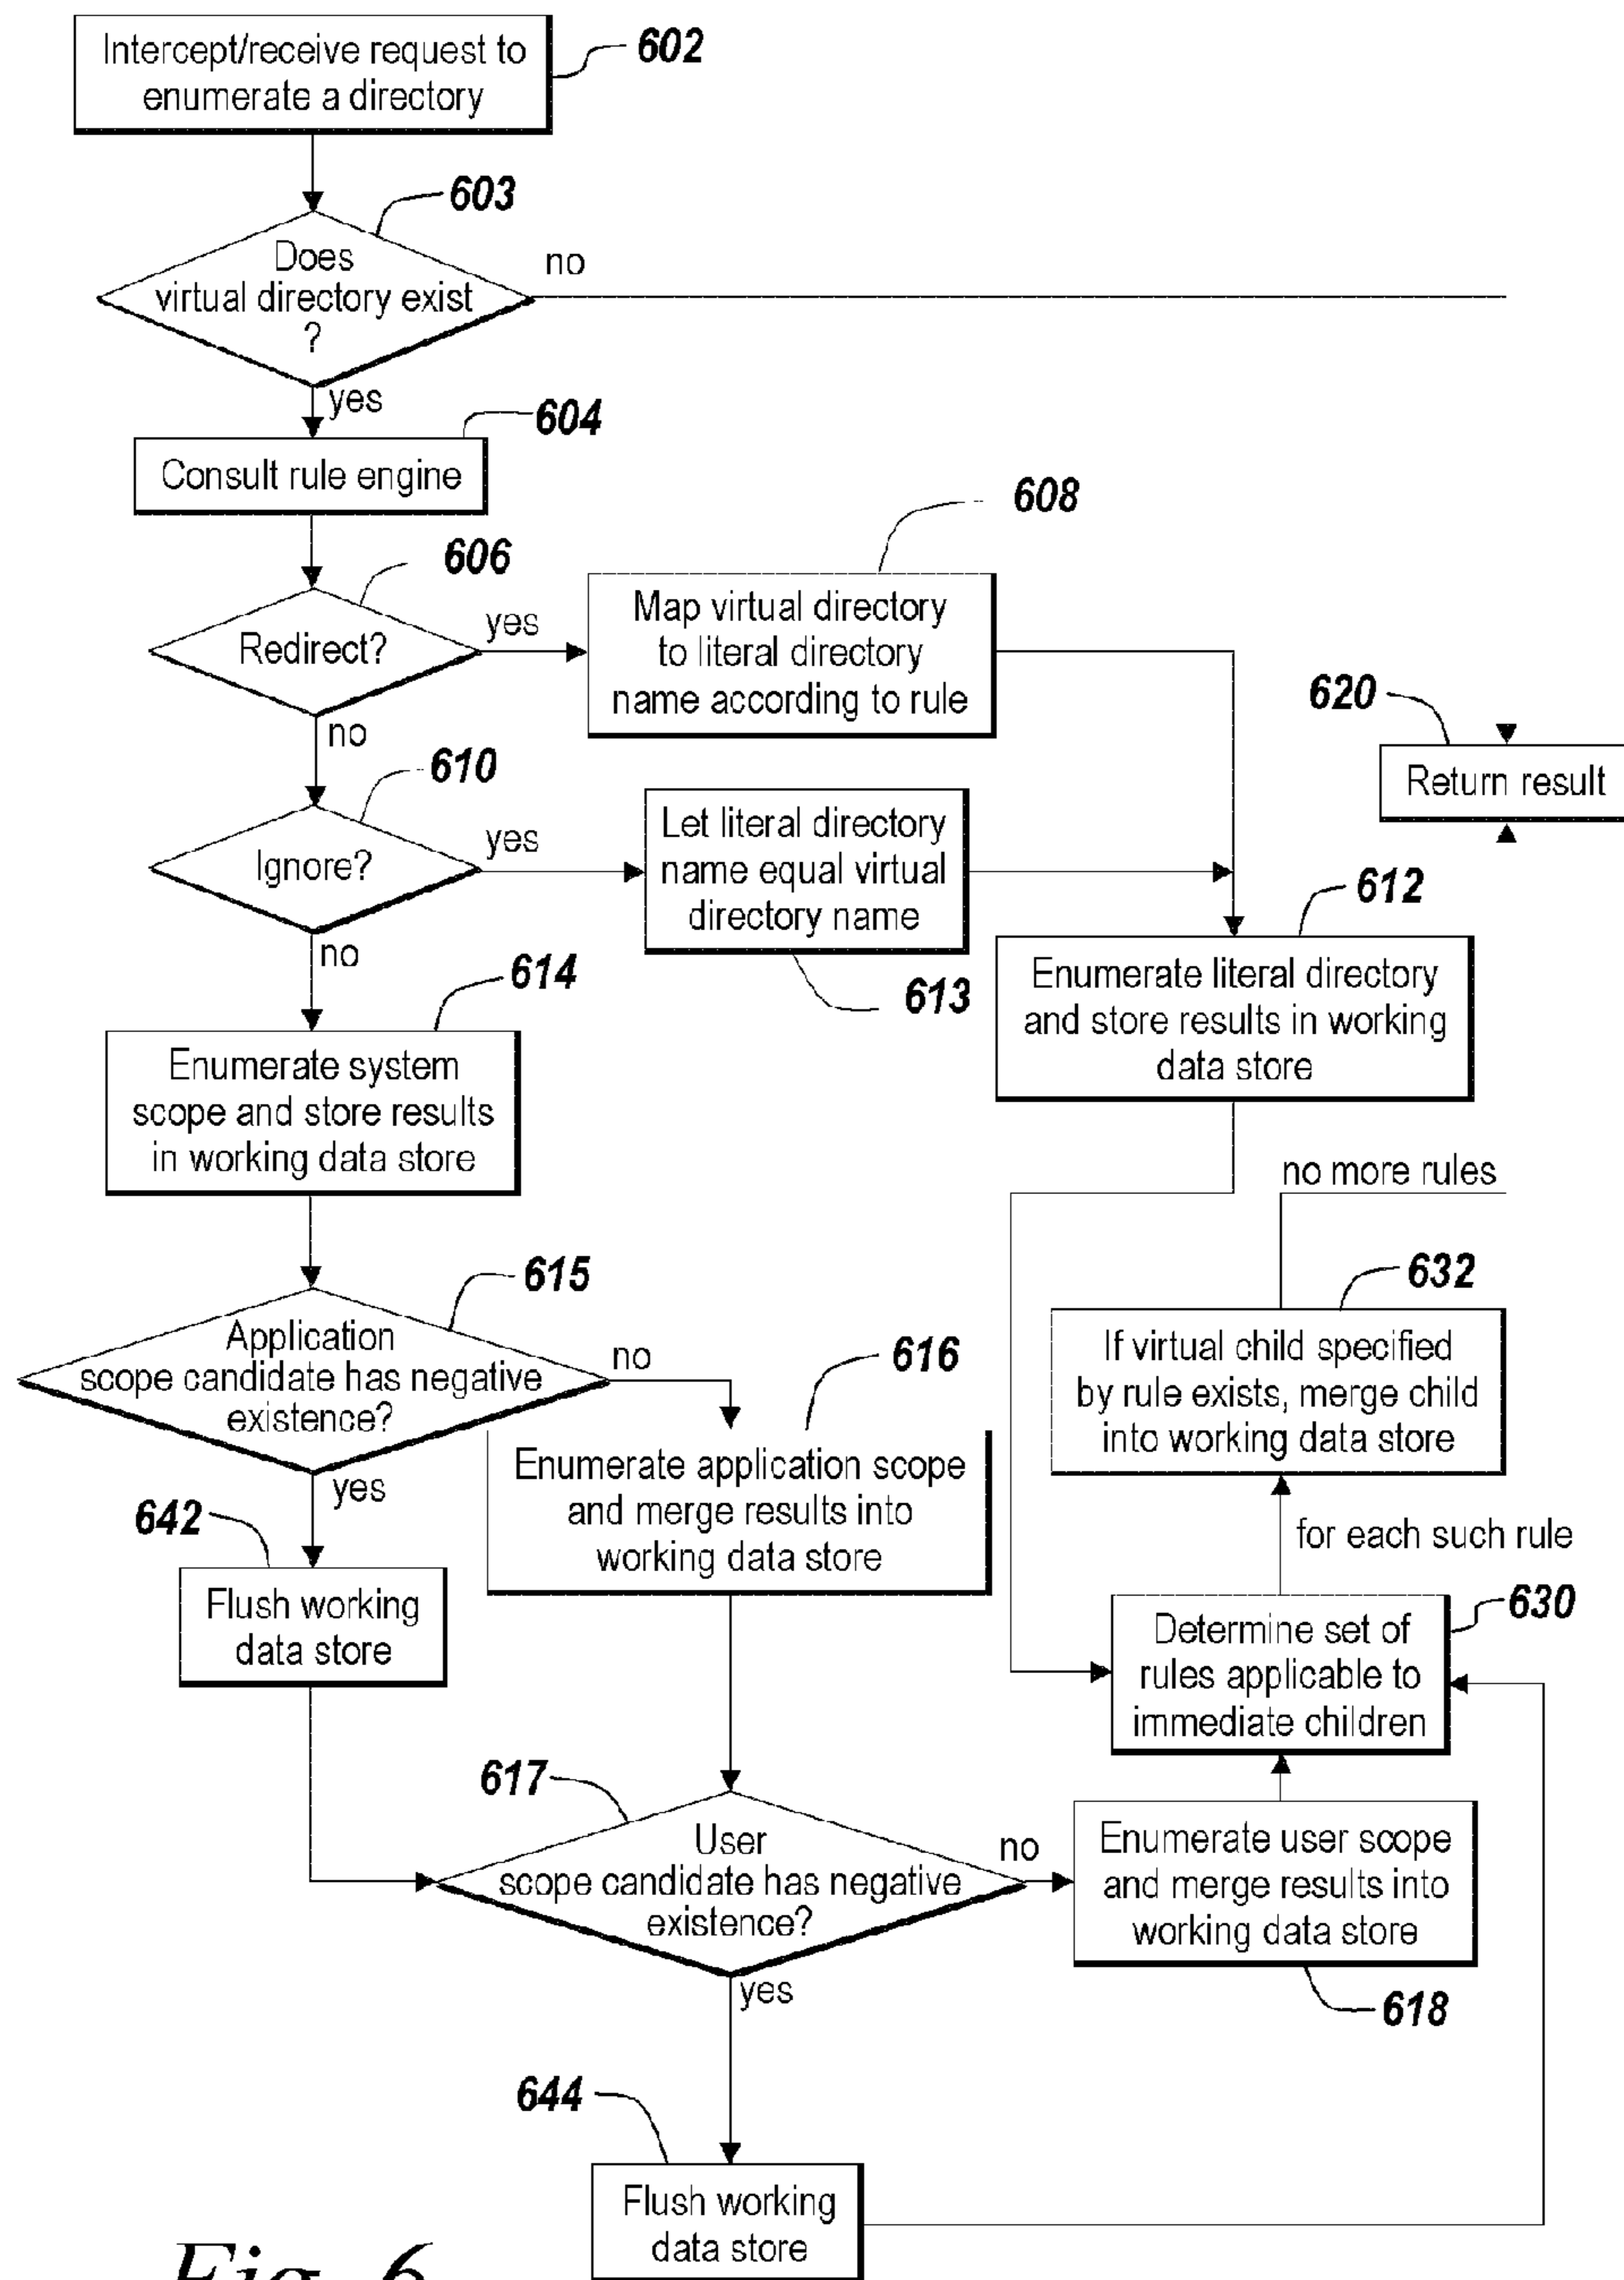 Intercept/receive request to
enumerate a directory
602
603
Does
virtual directory exist
?
no
yes
604
Consult rule engine
606
608
Redirect?
yes
Map virtual directory
to literal directory
name according to rule
no
620
Return result
610
Ignore?
yes
Let literal directory
name equal virtual
directory name
613
612
Enumerate literal directory
and store results in working
data store
no
614
Enumerate system
scope and store results
in working data store
no more rules
615
Application
scope candidate has negative
existence?
no
616
Enumerate application scope
and merge results into
working data store
632
If virtual child specified
by rule exists, merge child
into working data store
yes
642
Flush working
data store
for each such rule
630
Determine set of
rules applicable to
immediate children
617
User
scope candidate has negative
existence?
no
Enumerate user scope
and merge results into
working data store
618
yes
644
Flush working
data store
Fig. 6